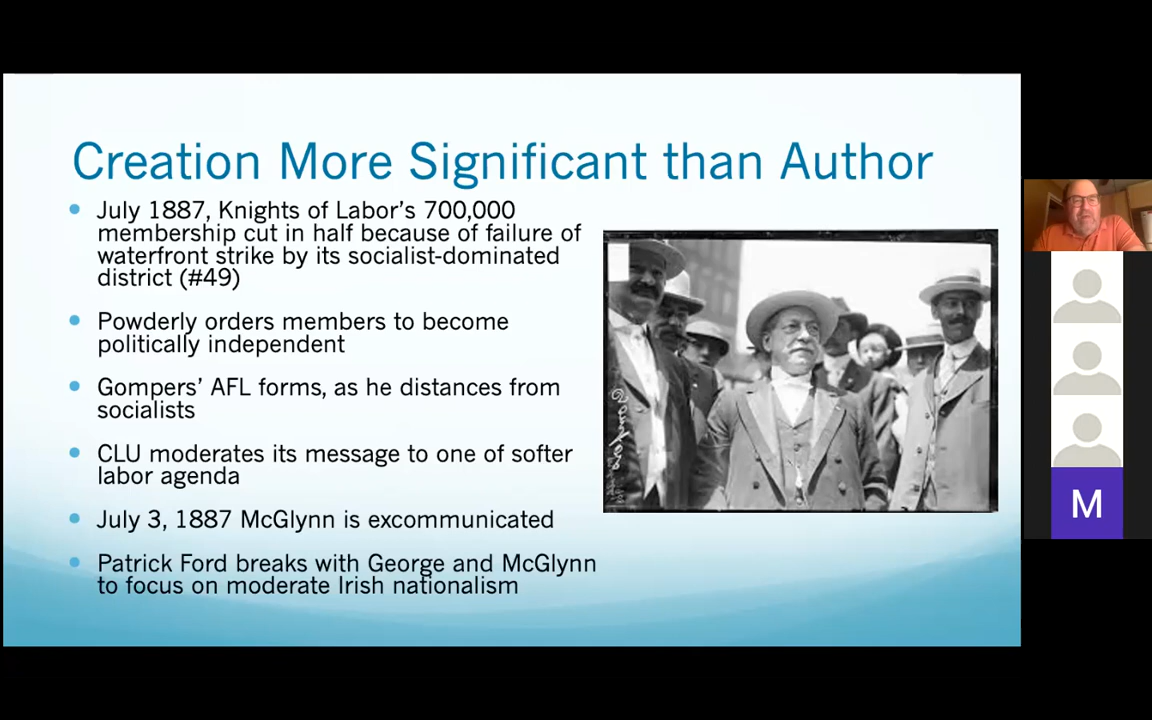 Creation More Significant than Author
July 1887, Knights of Labor's 700,000
membership cut in half because of failure of
waterfront strike by its socialist-dominated
district (#49)
Powderly orders members to become
politically independent
Gompers' AFL forms, as he distances from
socialists
CLU moderates its message to one of softer
labor agenda
July 3, 1887 McGlynn is excommunicated
Patrick Ford breaks with George and McGlynn
to focus on moderate Irish nationalism
M